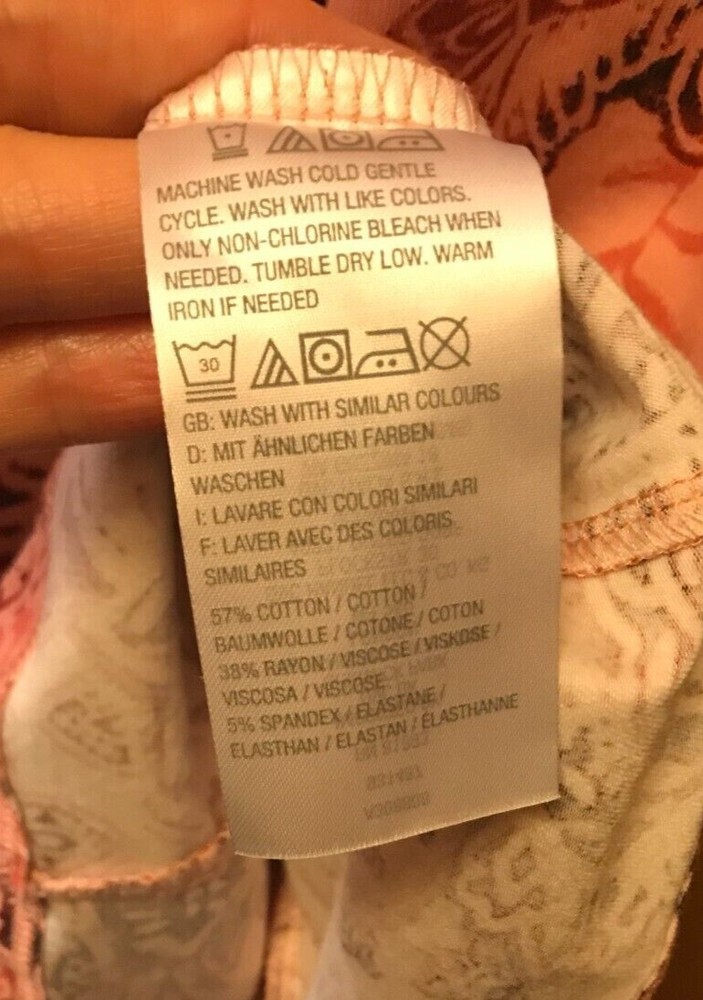 MACHINE WASH COLD GENTLE
CYCLE. WASH WITH LIKE COLORS.
ONLY NON-CHLORINE BLEACH WHEN
NEEDED. TUMBLE DRY LOW. WARM
IRON IF NEEDED
30
GB: WASH WITH SIMILAR COLOURS
D: MIT ÄHNLICHEN FARBEN
WASCHEN
I: LAVARE CON COLORI SIMILARI
F: LAVER AVEC DES COLORIS
SIMILAIRES
57% COTTON / COTTON /
BAUMWOLLE / COTONE / COTON
38% RAYON / VISCOSE / VISKOSE /
VISCOSA / VISCOSE
5% SPANDEX / ELASTANE /
ELASTHAN / ELASTAN / ÉLASTHANNE